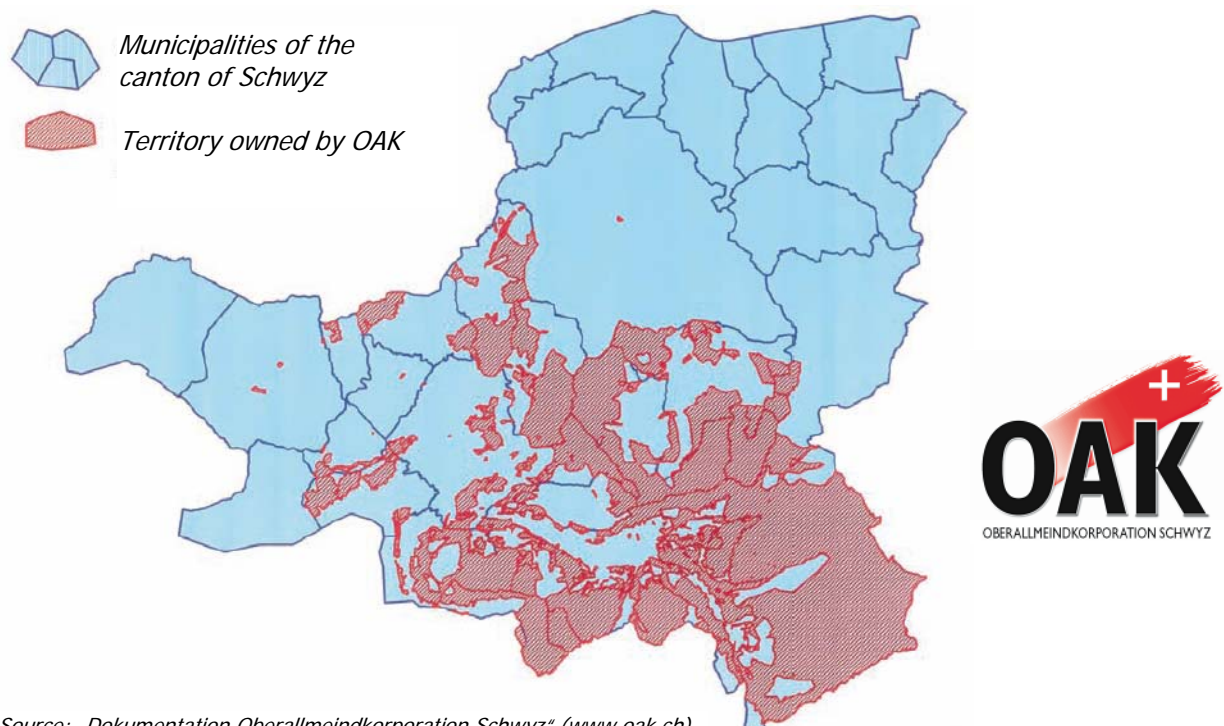 Municipalities of the
canton of Schwyz
Territory owned by OAK
OAK
OBERALLMEINDKORPORATION SCHWYZ
Source: „Dokumentation Oberallmeindkorporation Schwyz“ (www.oak.ch)